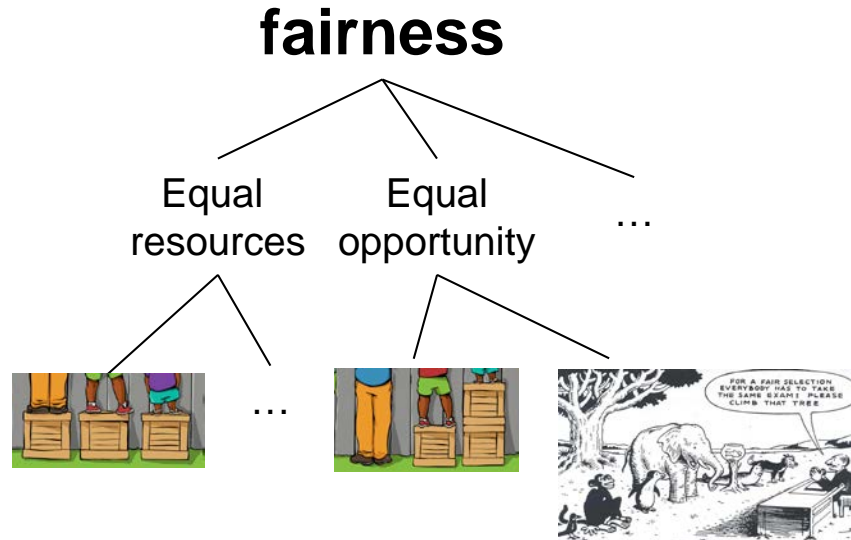 fairness
Equal
resources
Equal
opportunity
...
...
FOR A FAIR SELECTION
EVERYBODY HAS TO TAKE
THE SAME EXAM: PLEASE
CLIMB THAT TREE